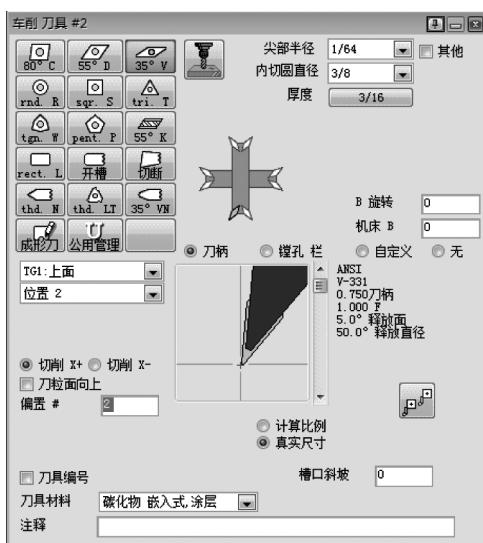 车削 刀具 #2
80° C
55° D
35° V
rnd. R
sqr. S
tri. T
tgn. W
pent. P
55° K
rect. L
开槽
切断
thd. N
thd. LT
35° VN
成形刀
公用管理
尖部半径 1/64 其他
内切圆直径 3/8
厚度 3/16
B 旋转 0
机床 B 0
刀柄 镗孔 栏 自定义 无
TG1:上面
位置 2
ANSI
V-331
0.750刀柄
1.000 F
5.0° 释放面
50.0° 释放直径
切削 X+ 切削 X-
刀粒面向上
偏置 # 2
计算比例
真实尺寸
刀具编号
槽口斜坡 0
刀具材料 碳化物 嵌入式,涂层
注释